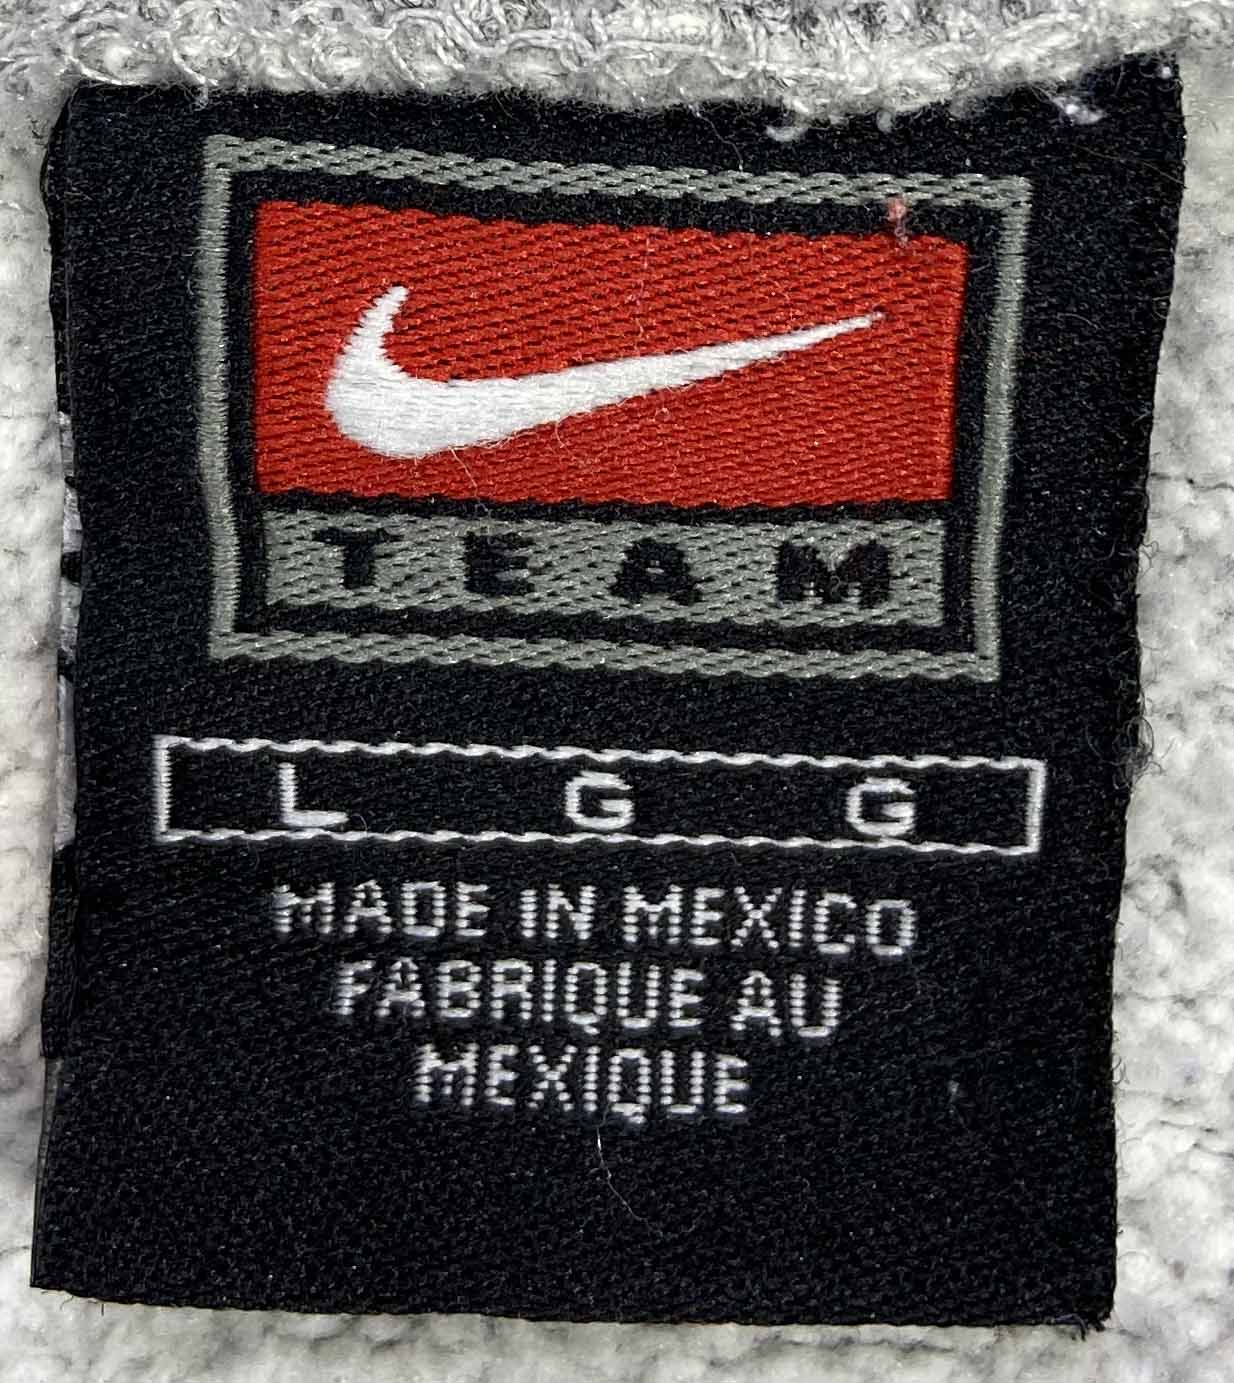 TEAM
L G G
MADE IN MEXICO
FABRIQUE AU
MEXIQUE